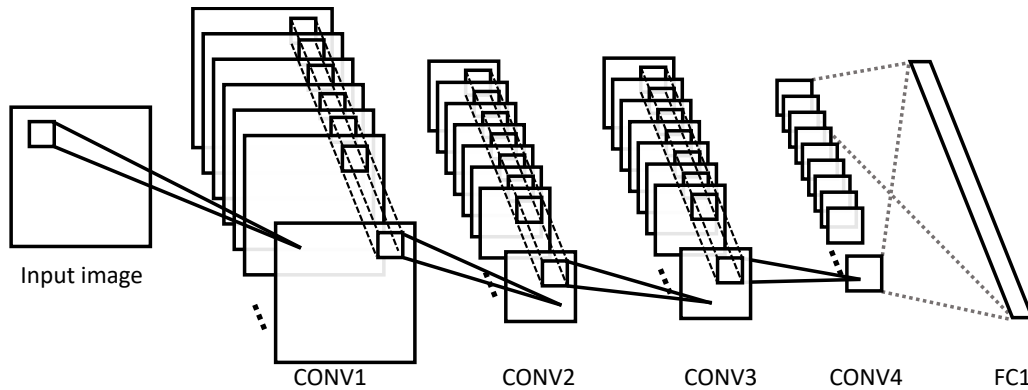 Input image
CONV1
CONV2
CONV3
CONV4
FC1